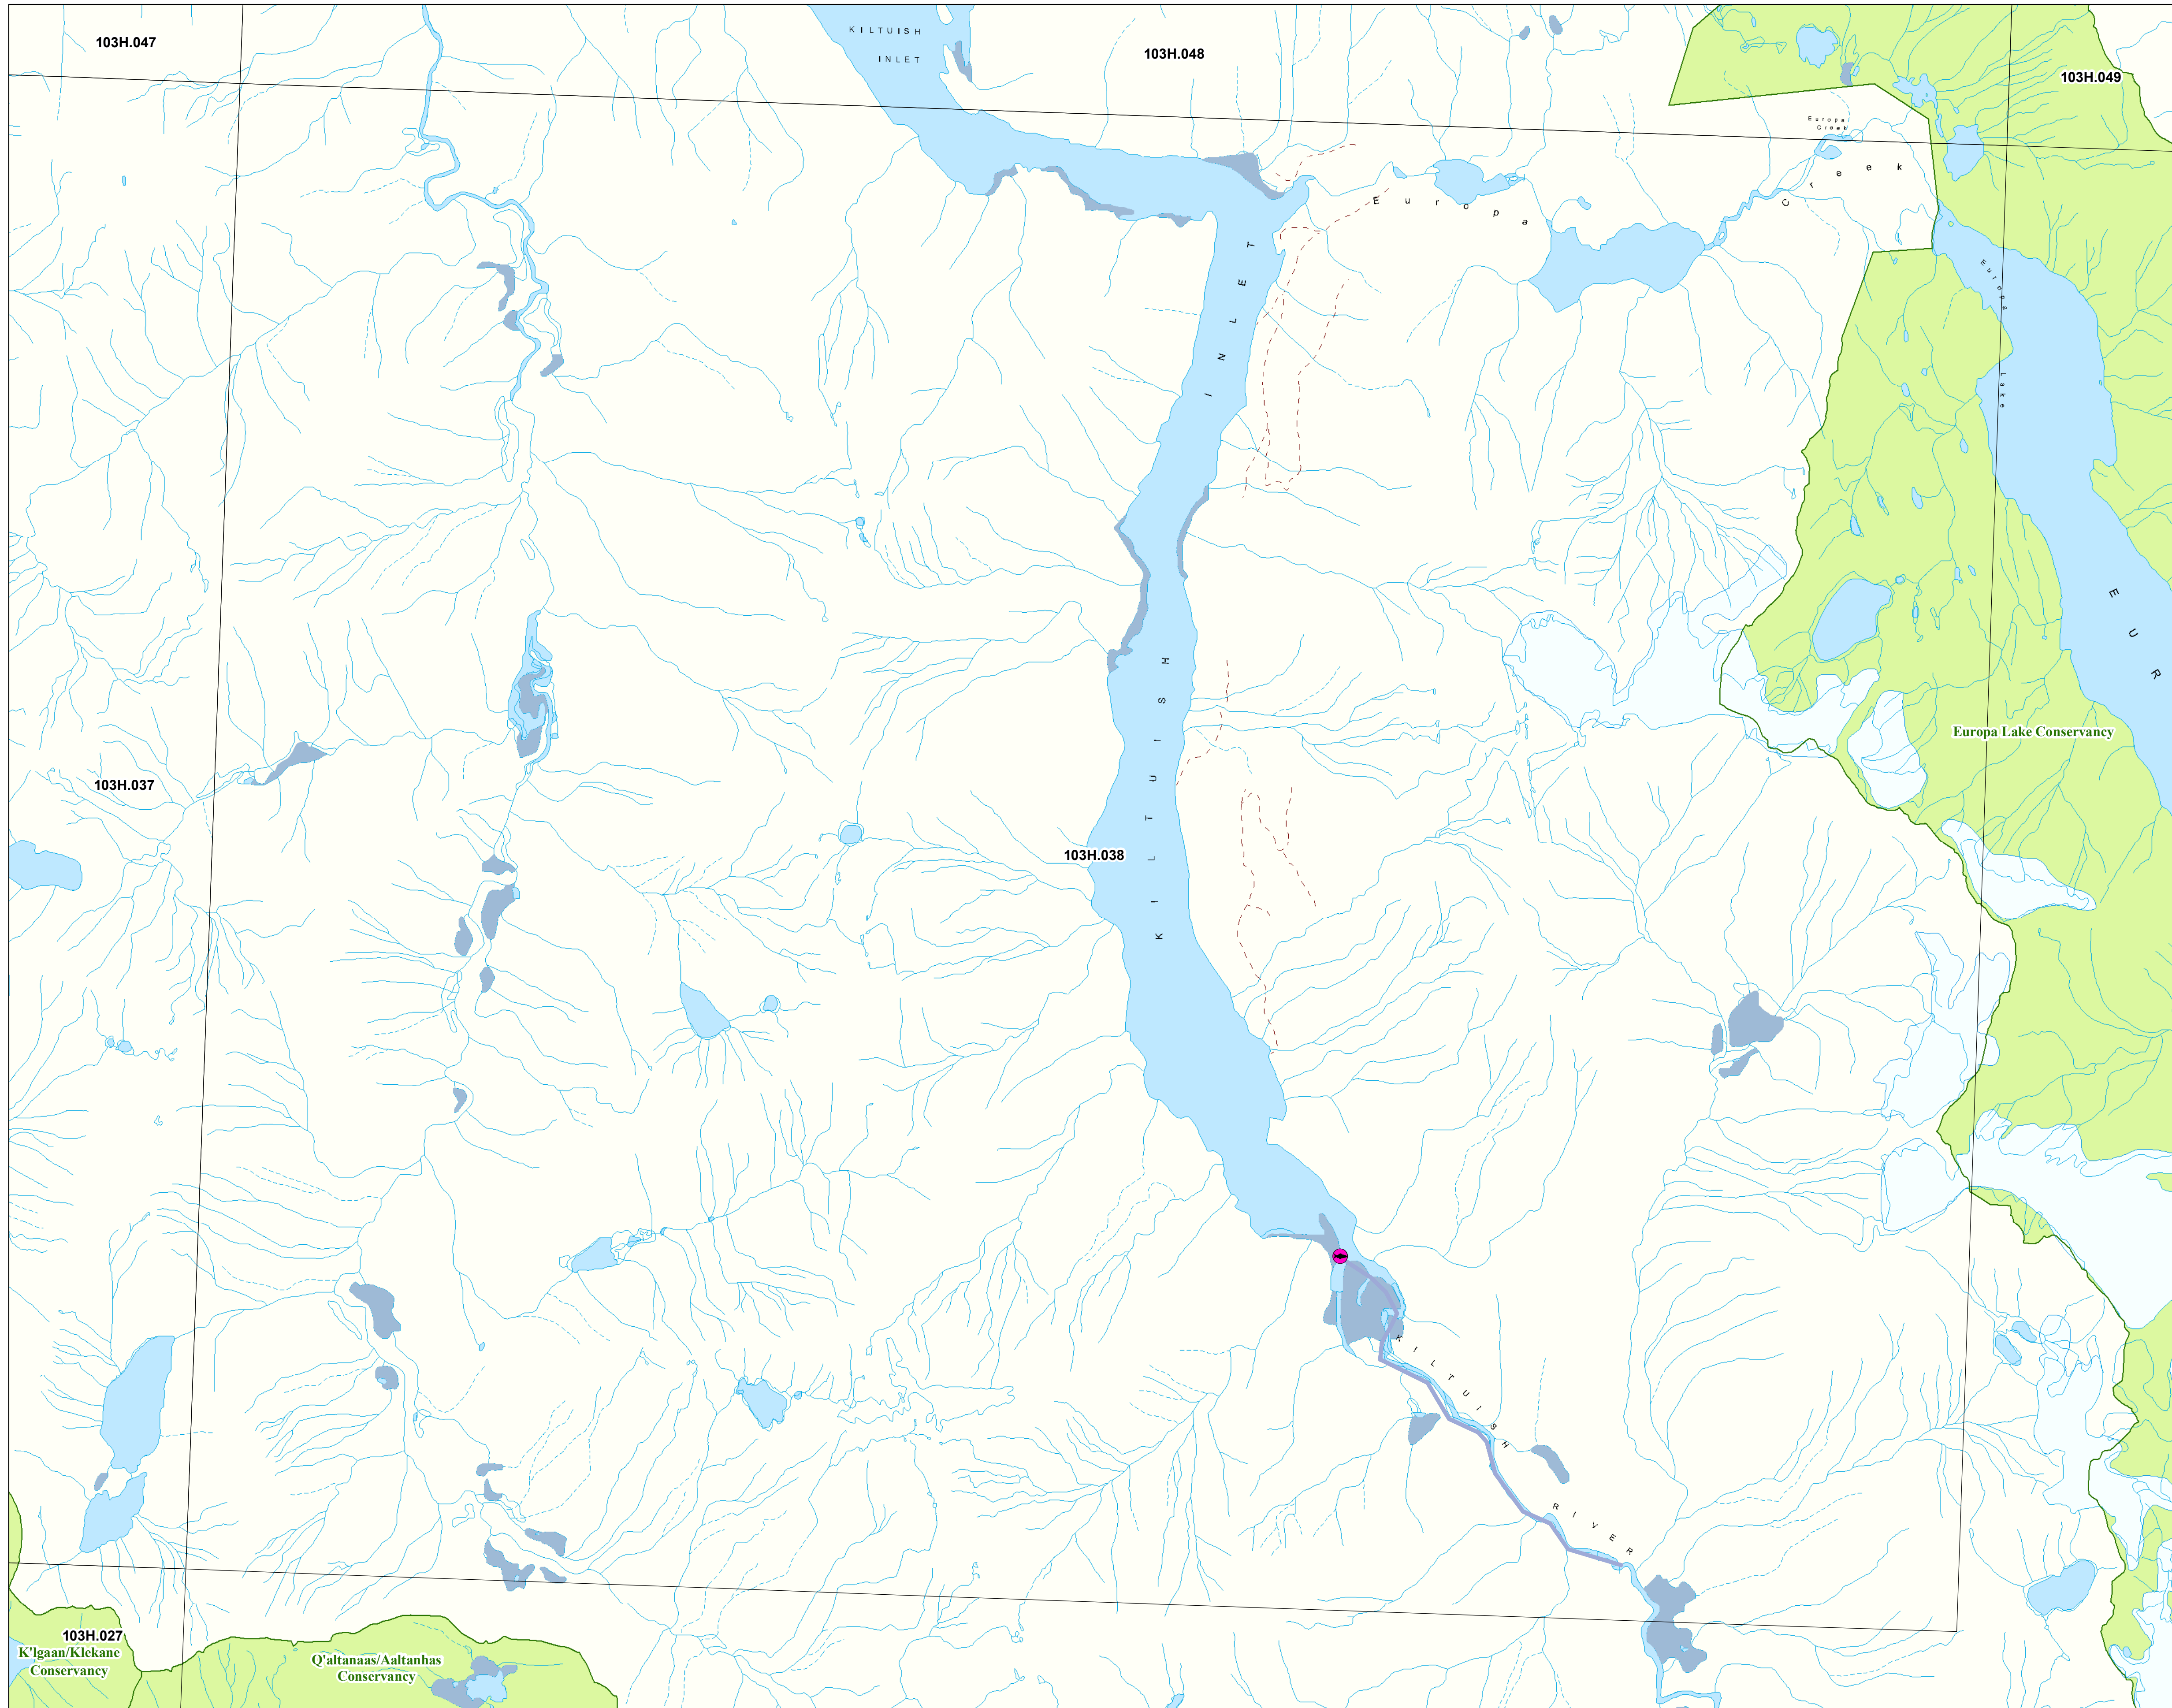 103H.047
KILTUISH
INLET
103H.048
103H.049
Europa
Creek
Europa Creek
KILTUISH INLET
Europa Lake
EUR
Europa Lake Conservancy
103H.037
103H.038
KILTUISH RIVER
103H.027
K'lgaan/Klekane
Conservancy
Q'altanaas/Aaltanhas
Conservancy